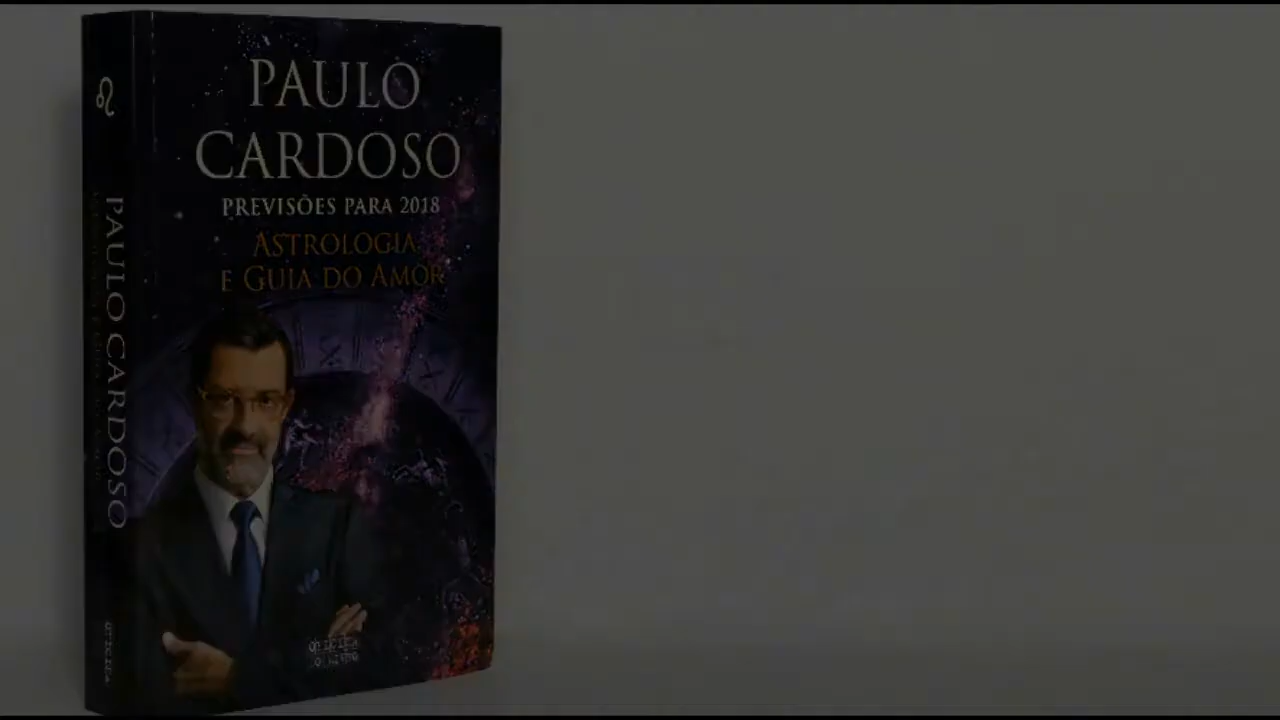 PAULO
CARDOSO
PREVISÕES PARA 2018
ASTROLOGIA
E GUIA DO AMOR
PAULO CARDOSO